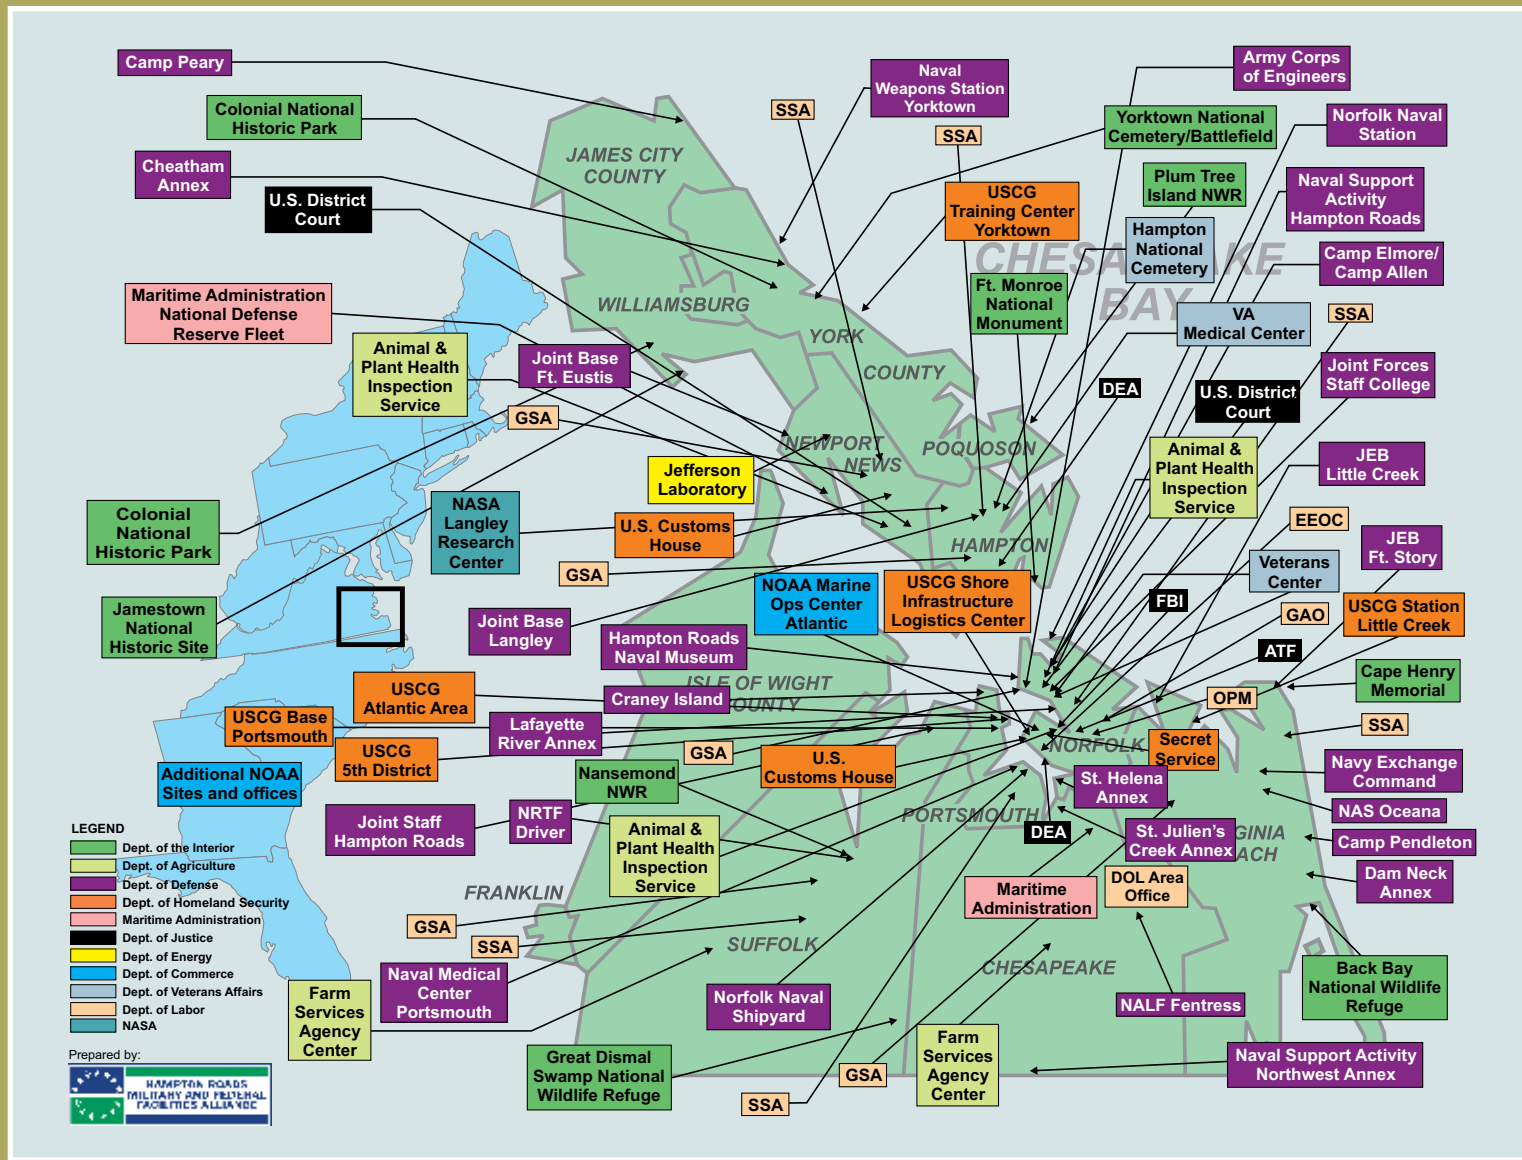 Camp Peary
Colonial National
Historic Park
Cheatham
Annex
U.S. District
Court
Maritime Administration
National Defense
Reserve Fleet
Animal &
Plant Health
Inspection
Service
Joint Base
Ft. Eustis
GSA
Jefferson
Laboratory
NASA
Langley
Research
Center
U.S. Customs
House
GSA
Colonial
National
Historic Park
Jamestown
National
Historic Site
Joint Base
Langley
Hampton Roads
Naval Museum
USCG
Atlantic Area
Craney Island
USCG Base
Portsmouth
Lafayette
River Annex
USCG
5th District
GSA
U.S.
Customs House
Additional NOAA
Sites and offices
Nansemond
NWR
Joint Staff
Hampton Roads
NRTF
Driver
Animal &
Plant Health
Inspection
Service
GSA
SSA
Naval Medical
Center
Portsmouth
Farm
Services
Agency
Center
Great Dismal
Swamp National
Wildlife Refuge
Norfolk Naval
Shipyard
SSA
GSA
Farm
Services
Agency
Center
Naval
Weapons Station
Yorktown
SSA
SSA
Army Corps
of Engineers
Yorktown National
Cemetery/Battlefield
Norfolk Naval
Station
Plum Tree
Island NWR
Naval Support
Activity
Hampton Roads
USCG
Training Center
Yorktown
Hampton
National
Cemetery
Camp Elmore/
Camp Allen
Ft. Monroe
National
Monument
VA
Medical Center
SSA
Joint Forces
Staff College
DEA
U.S. District
Court
Animal &
Plant Health
Inspection
Service
JEB
Little Creek
EEOC
JEB
Ft. Story
Veterans
Center
NOAA Marine
Ops Center
Atlantic
USCG Shore
Infrastructure
Logistics Center
FBI
GAO
USCG Station
Little Creek
ATF
Cape Henry
Memorial
OPM
SSA
Secret
Service
Navy Exchange
Command
St. Helena
Annex
NAS Oceana
DEA
St. Julien's
Creek Annex
Camp Pendleton
Maritime
Administration
DOL Area
Office
Dam Neck
Annex
Back Bay
National Wildlife
Refuge
NALF Fentress
Naval Support Activity
Northwest Annex
JAMES CITY
COUNTY
WILLIAMSBURG
YORK
COUNTY
CHESAPEAKE
BAY
NEWPORT
NEWS
POQUOSON
HAMPTON
ISLE OF WIGHT
OUNTY
NORFOLK
PORTSMOUTH
GINIA
ACH
FRANKLIN
SUFFOLK
CHESAPEAKE
LEGEND
Dept. of the Interior
Dept. of Agriculture
Dept. of Defense
Dept. of Homeland Security
Maritime Administration
Dept. of Justice
Dept. of Energy
Dept. of Commerce
Dept. of Veterans Affairs
Dept. of Labor
NASA
Prepared by:
HAMPTON ROADS
MILITARY AND FEDERAL
FACILITIES ALLIANCE